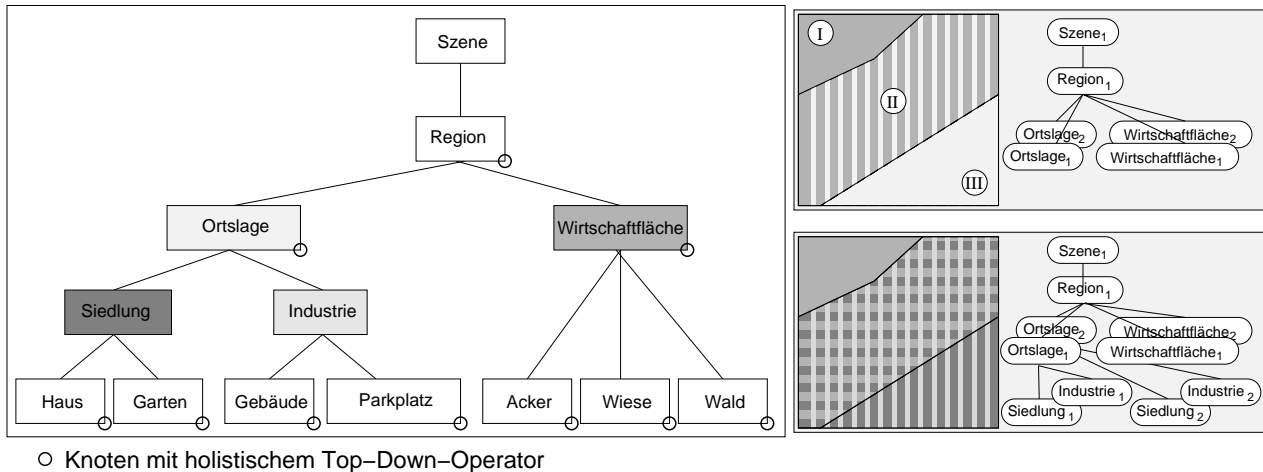 Szene
Region
Ortslage Wirtschaftfläche
Siedlung Industrie
Haus Garten Gebäude Parkplatz Acker Wiese Wald
Knoten mit holistischem Top–Down–Operator
I
II
III
Szene1
Region1
Ortslage2 Wirtschaftfläche2
Ortslage1 Wirtschaftfläche1
Szene1
Region1
Ortslage2 Wirtschaftfläche2
Ortslage1 Wirtschaftfläche1
Industrie1 Industrie2
Siedlung1 Siedlung2